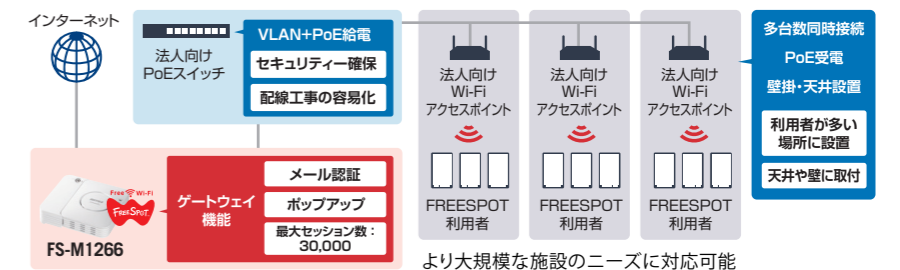 インターネット
法人向け
PoEスイッチ
VLAN+PoE給電
セキュリティー確保
配線工事の容易化
Free Wi-Fi
FREESPOT
FS-M1266
ゲートウェイ
機能
メール認証
ポップアップ
最大セッション数：
30,000
法人向け
Wi-Fi
アクセスポイント
FREESPOT
利用者
法人向け
Wi-Fi
アクセスポイント
FREESPOT
利用者
法人向け
Wi-Fi
アクセスポイント
FREESPOT
利用者
多台数同時接続
PoE受電
壁掛・天井設置
利用者が多い
場所に設置
天井や壁に取付
より大規模な施設のニーズに対応可能